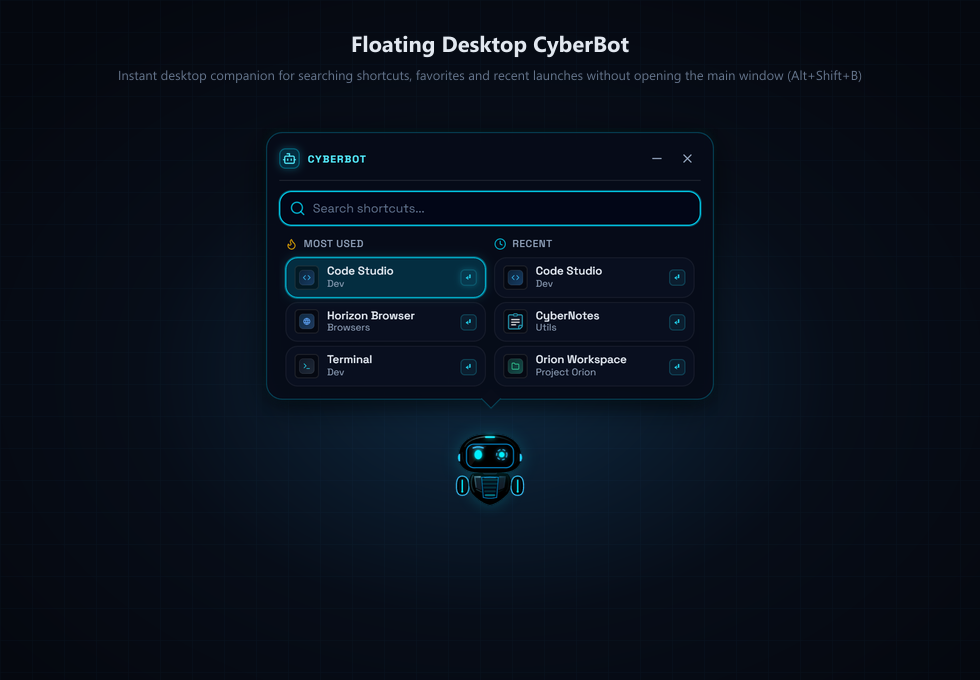 Floating Desktop CyberBot
Instant desktop companion for searching shortcuts, favorites and recent launches without opening the main window (Alt+Shift+B)
CYBERBOT
Search shortcuts...
MOST USED
Code Studio
Dev
Horizon Browser
Browsers
Terminal
Dev
RECENT
Code Studio
Dev
CyberNotes
Utils
Orion Workspace
Project Orion